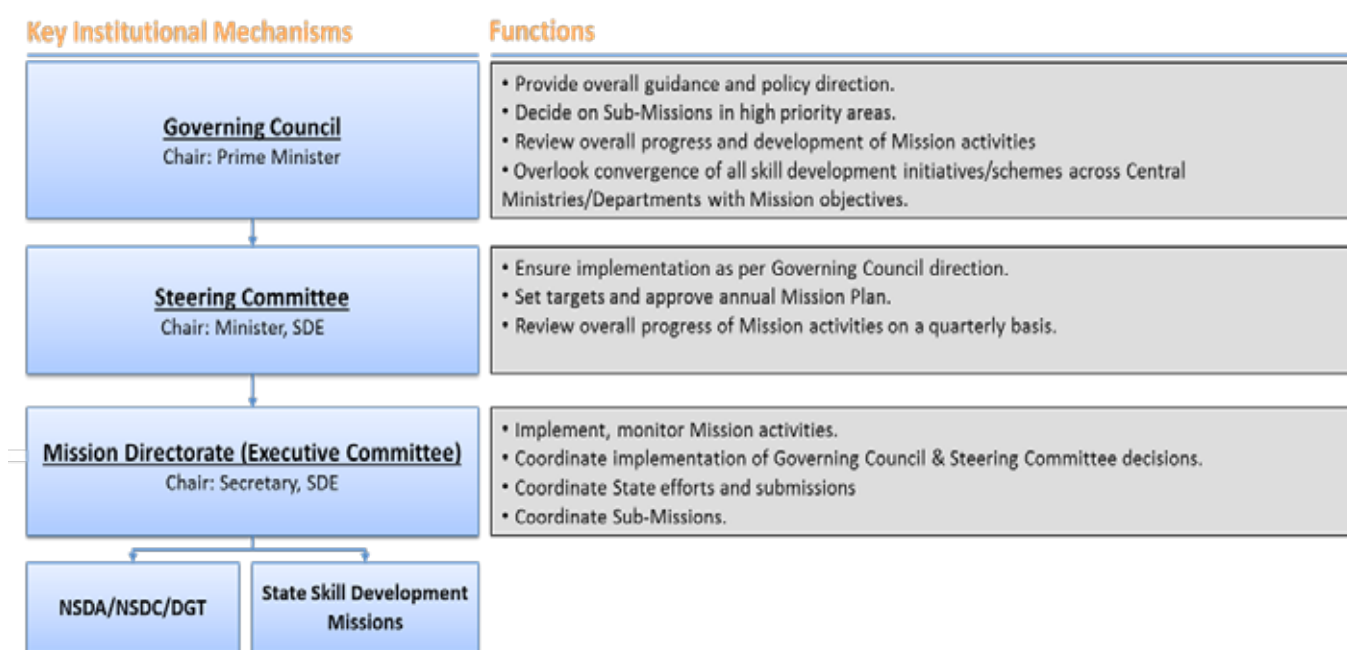 Key Institutional Mechanisms
Functions
Governing Council
Chair: Prime Minister
• Provide overall guidance and policy direction.
• Decide on Sub-Missions in high priority areas.
• Review overall progress and development of Mission activities
• Overlook convergence of all skill development initiatives/schemes across Central
Ministries/Departments with Mission objectives.
Steering Committee
Chair: Minister, SDE
• Ensure implementation as per Governing Council direction.
• Set targets and approve annual Mission Plan.
• Review overall progress of Mission activities on a quarterly basis.
Mission Directorate (Executive Committee)
Chair: Secretary, SDE
• Implement, monitor Mission activities.
• Coordinate implementation of Governing Council & Steering Committee decisions.
• Coordinate State efforts and submissions
• Coordinate Sub-Missions.
NSDA/NSDC/DGT
State Skill Development
Missions